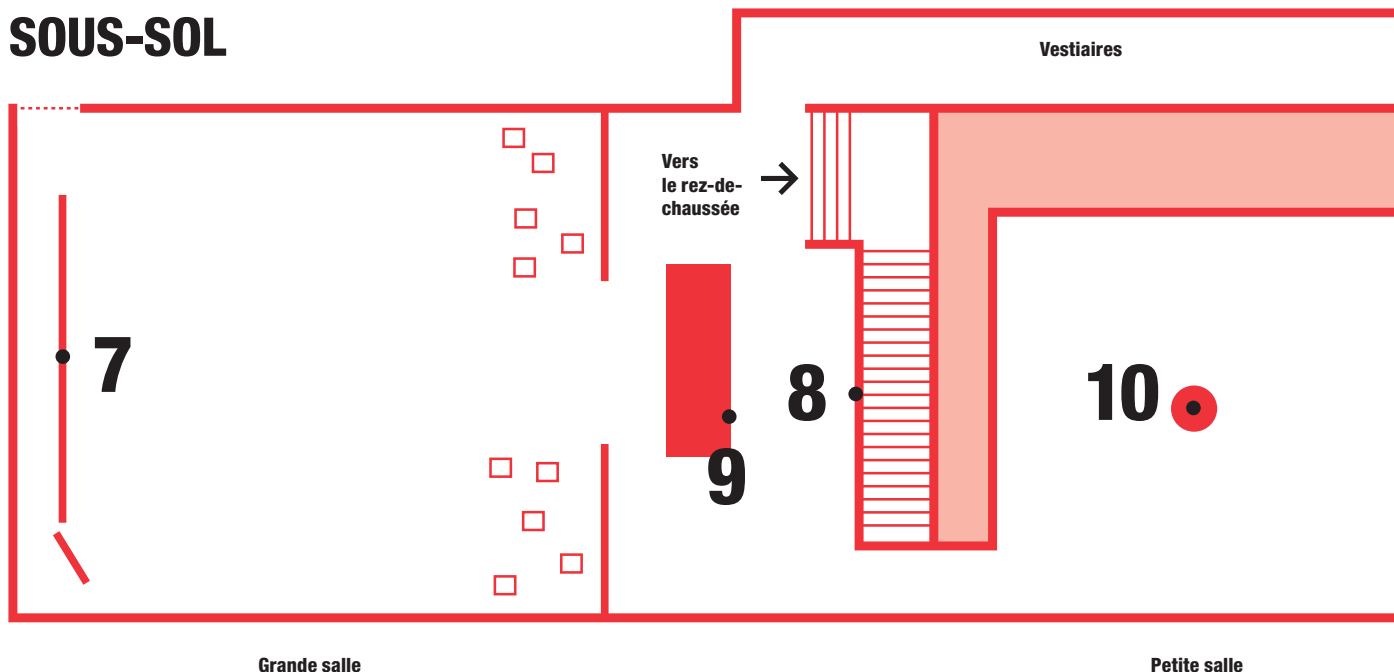 SOUS-SOL
Vestiaires
Vers
le rez-de-
chaussée
7
8
9
10
Grande salle
Petite salle